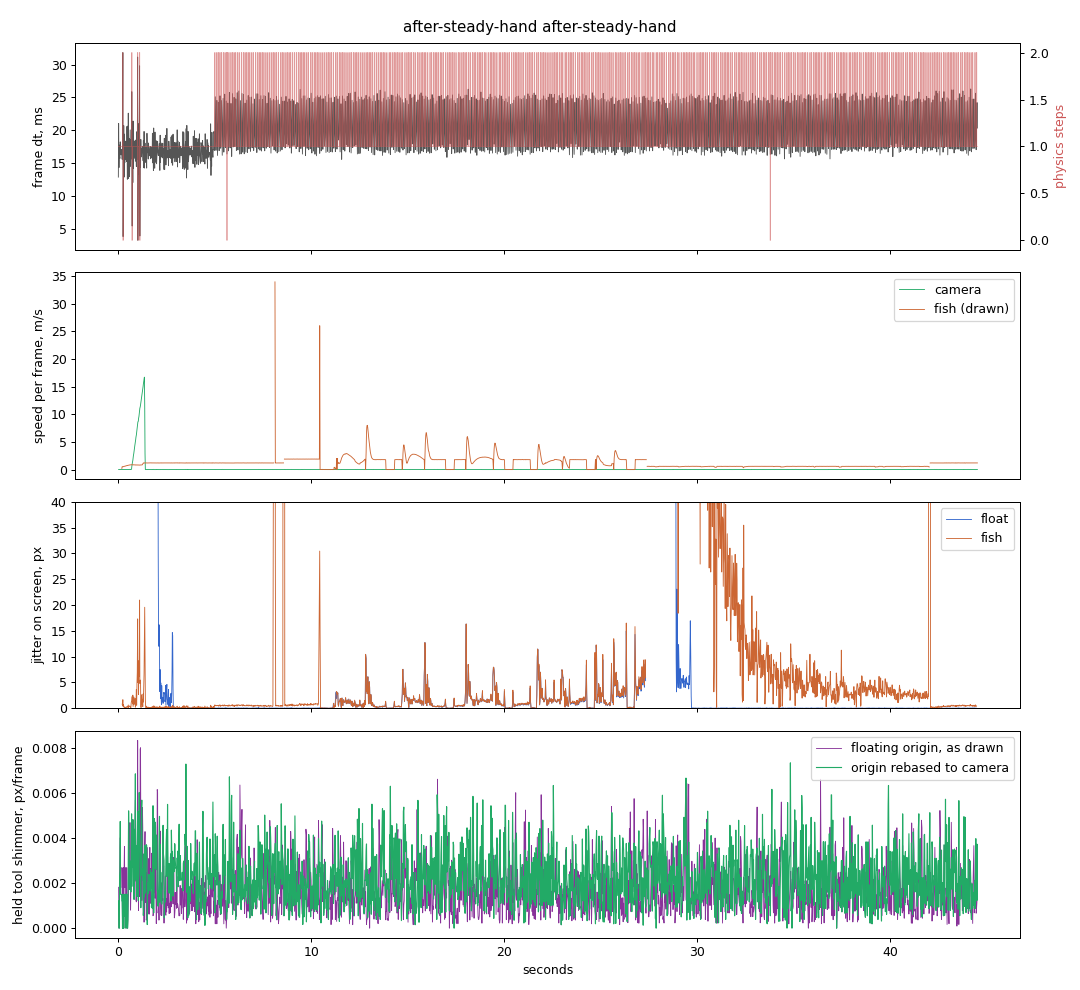 after-steady-hand after-steady-hand
frame dt, ms
30
25
20
15
10
5
2.0
1.5
1.0
0.5
0.0
physics steps
speed per frame, m/s
35
30
25
20
15
10
5
0
camera
fish (drawn)
jitter on screen, px
40
35
30
25
20
15
10
5
0
float
fish
held tool shimmer, px/frame
0.008
0.006
0.004
0.002
0.000
floating origin, as drawn
origin rebased to camera
0
10
20
30
40
seconds